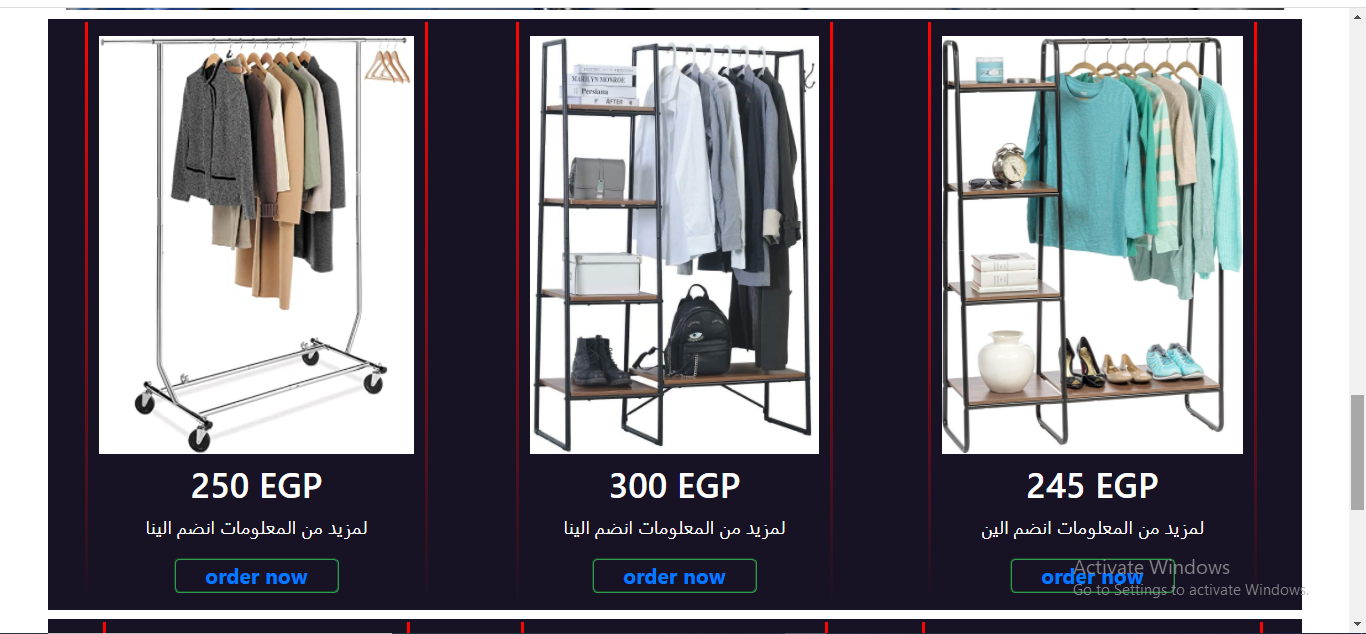 MARILYN MONROE
Persiana
AFTER
250 EGP
300 EGP
245 EGP
لمزيد من المعلومات انضم الينا
لمزيد من المعلومات انضم الينا
لمزيد من المعلومات انضم الين
order now
order now
order now
Activate Windows
Go to Settings to activate Windows.